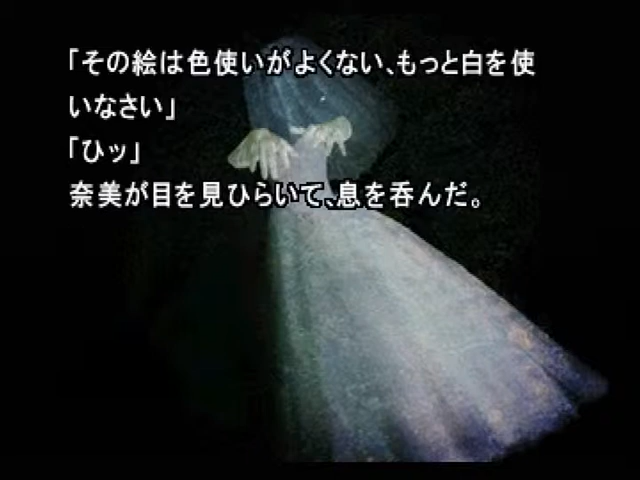 「その絵は色使いがよくない、もっと白を使
いなさい」
「ひッ」
奈美が目を見ひらいて、息を呑んだ。